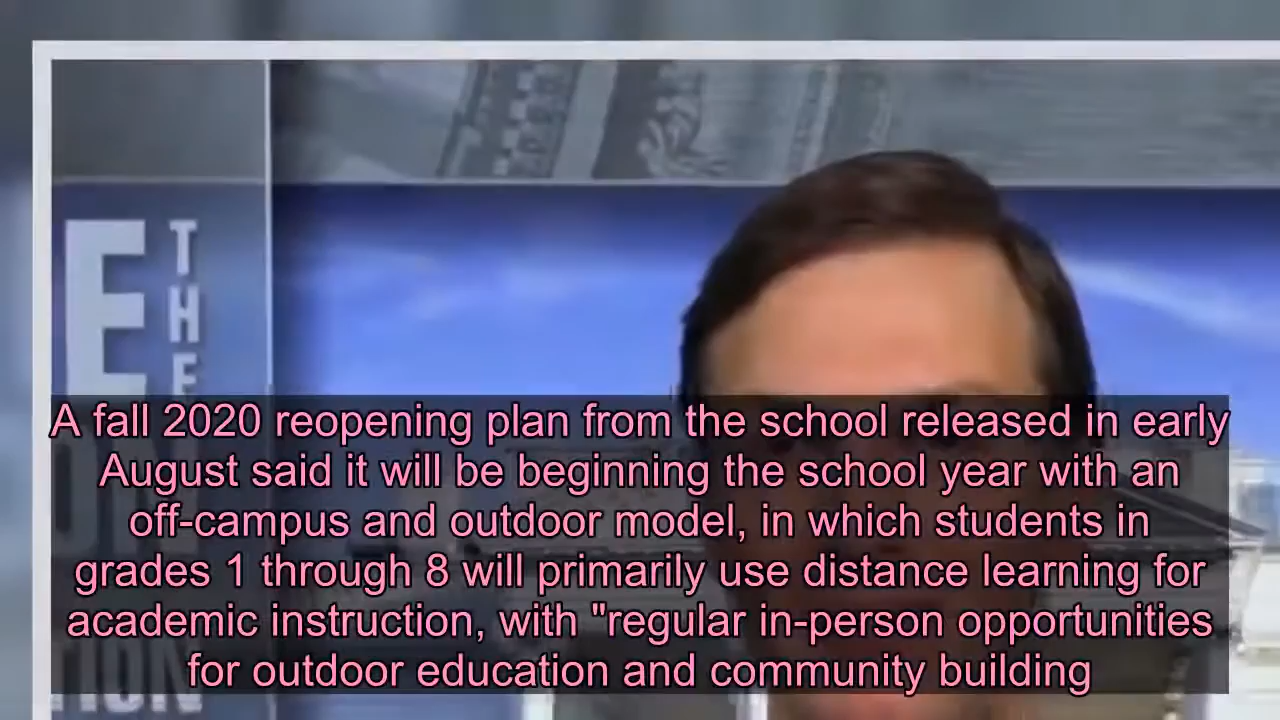 E
THE
A fall 2020 reopening plan from the school released in early
August said it will be beginning the school year with an
off-campus and outdoor model, in which students in
grades 1 through 8 will primarily use distance learning for
academic instruction, with "regular in-person opportunities
for outdoor education and community building
TION